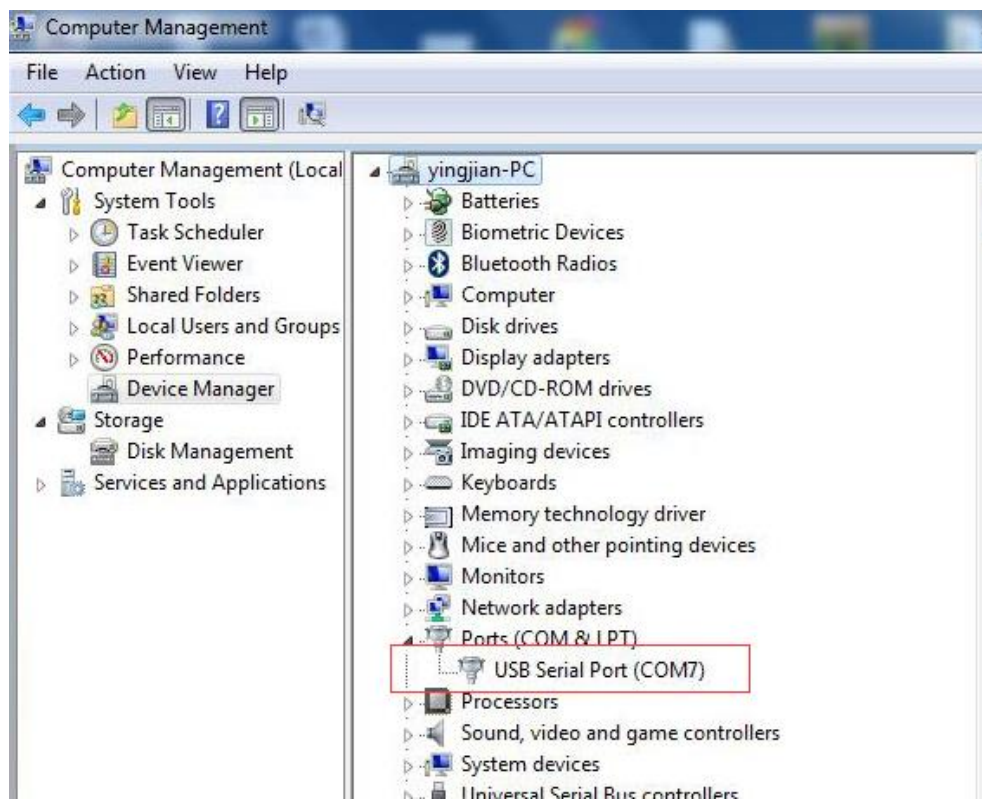 Computer Management
File Action View Help
Computer Management (Local
System Tools
Task Scheduler
Event Viewer
Shared Folders
Local Users and Groups
Performance
Device Manager
Storage
Disk Management
Services and Applications
yingjian-PC
Batteries
Biometric Devices
Bluetooth Radios
Computer
Disk drives
Display adapters
DVD/CD-ROM drives
IDE ATA/ATAPI controllers
Imaging devices
Keyboards
Memory technology driver
Mice and other pointing devices
Monitors
Network adapters
Ports (COM & LPT)
USB Serial Port (COM7)
Processors
Sound, video and game controllers
System devices
Universal Serial Bus controllers